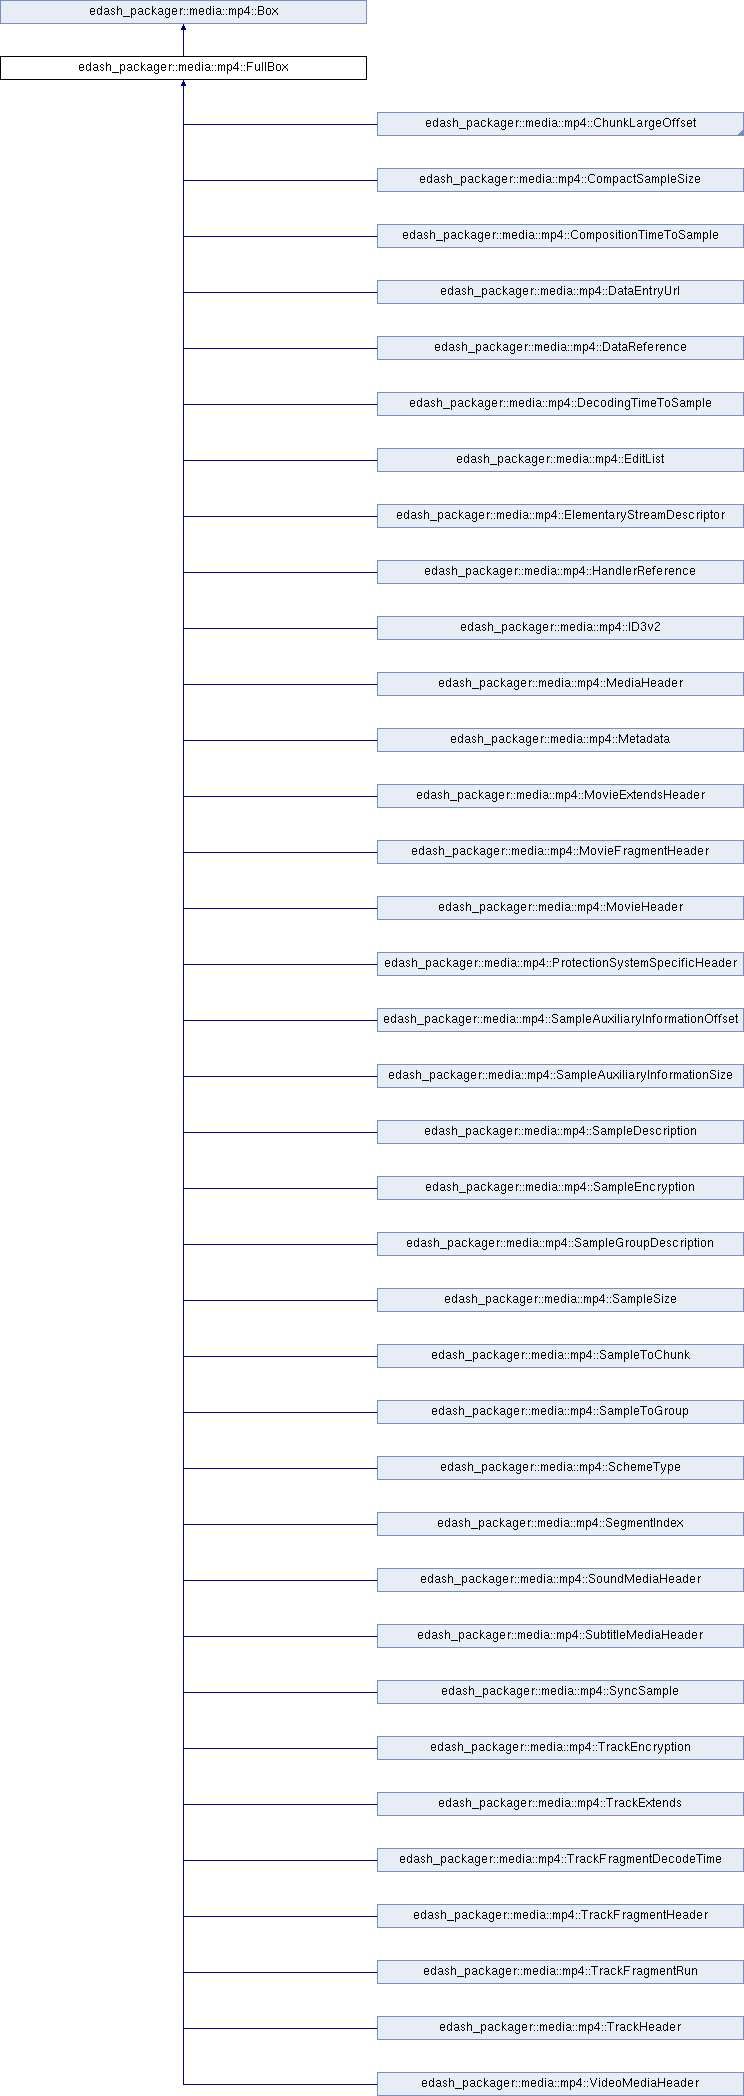 edash_packager::media::mp4::Box
edash_packager::media::mp4::FullBox
edash_packager::media::mp4::ChunkLargeOffset
edash_packager::media::mp4::CompactSampleSize
edash_packager::media::mp4::CompositionTimeToSample
edash_packager::media::mp4::DataEntryUrl
edash_packager::media::mp4::DataReference
edash_packager::media::mp4::DecodingTimeToSample
edash_packager::media::mp4::EditList
edash_packager::media::mp4::ElementaryStreamDescriptor
edash_packager::media::mp4::HandlerReference
edash_packager::media::mp4::ID3v2
edash_packager::media::mp4::MediaHeader
edash_packager::media::mp4::Metadata
edash_packager::media::mp4::MovieExtendsHeader
edash_packager::media::mp4::MovieFragmentHeader
edash_packager::media::mp4::MovieHeader
edash_packager::media::mp4::ProtectionSystemSpecificHeader
edash_packager::media::mp4::SampleAuxiliaryInformationOffset
edash_packager::media::mp4::SampleAuxiliaryInformationSize
edash_packager::media::mp4::SampleDescription
edash_packager::media::mp4::SampleEncryption
edash_packager::media::mp4::SampleGroupDescription
edash_packager::media::mp4::SampleSize
edash_packager::media::mp4::SampleToChunk
edash_packager::media::mp4::SampleToGroup
edash_packager::media::mp4::SchemeType
edash_packager::media::mp4::SegmentIndex
edash_packager::media::mp4::SoundMediaHeader
edash_packager::media::mp4::SubtitleMediaHeader
edash_packager::media::mp4::SyncSample
edash_packager::media::mp4::TrackEncryption
edash_packager::media::mp4::TrackExtends
edash_packager::media::mp4::TrackFragmentDecodeTime
edash_packager::media::mp4::TrackFragmentHeader
edash_packager::media::mp4::TrackFragmentRun
edash_packager::media::mp4::TrackHeader
edash_packager::media::mp4::VideoMediaHeader